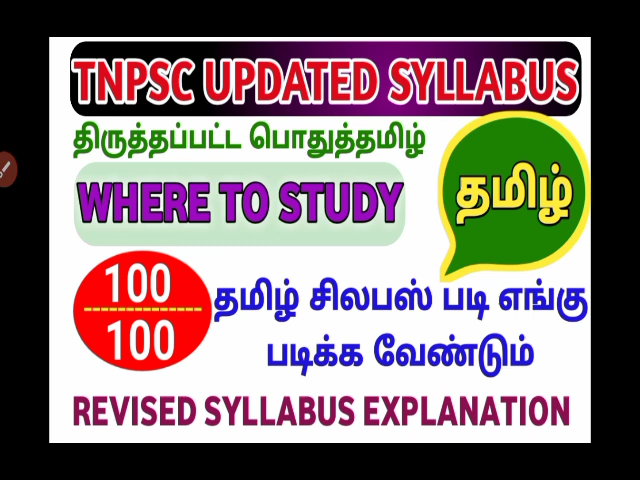 TNPSC UPDATED SYLLABUS
திருத்தப்பட்ட பொதுத்தமிழ்
தமிழ்
WHERE TO STUDY
100
100
தமிழ் சிலபஸ் படி எங்கு
படிக்க வேண்டும்
REVISED SYLLABUS EXPLANATION